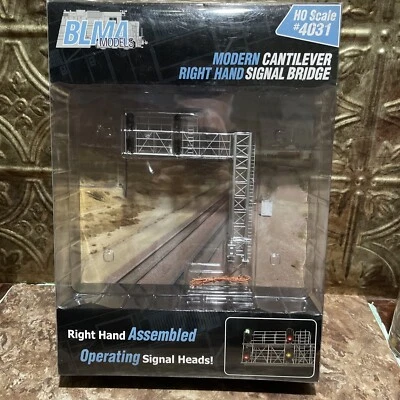 BLMA
MODELS
HO Scale
#4031
MODERN CANTILEVER
RIGHT HAND SIGNAL BRIDGE
Right Hand Assembled
Operating Signal Heads!